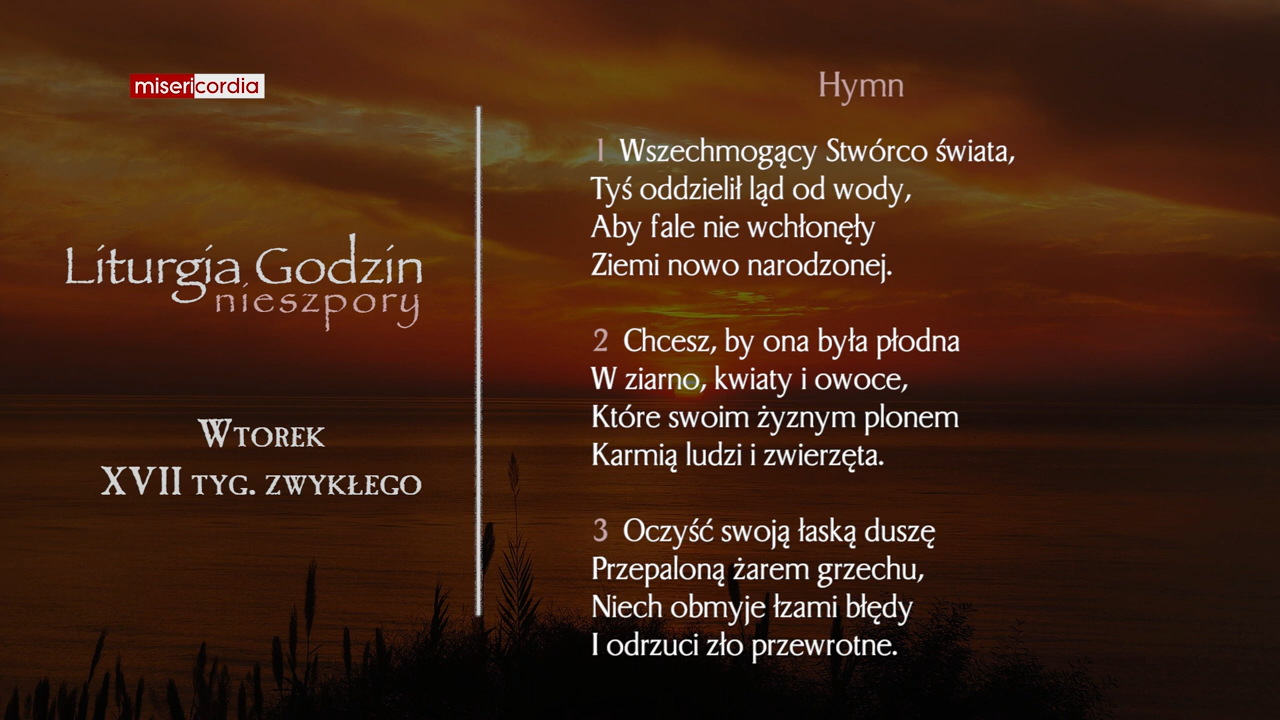 misericordia
Liturgia Godzin
nieszpory
Wtorek
XVII tyg. zwykłego
Hymn
1 Wszechmogący Stwórco świata,
Tyś oddzielił ląd od wody,
Aby fale nie wchłonęły
Ziemi nowo narodzonej.
2 Chcesz, by ona była płodna
W ziarno, kwiaty i owoce,
Które swoim żyznym plonem
Karmią ludzi i zwierzęta.
3 Oczyść swoją łaską duszę
Przepaloną żarem grzechu,
Niech obmyje łzami błędy
I odrzuci zło przewrotne.